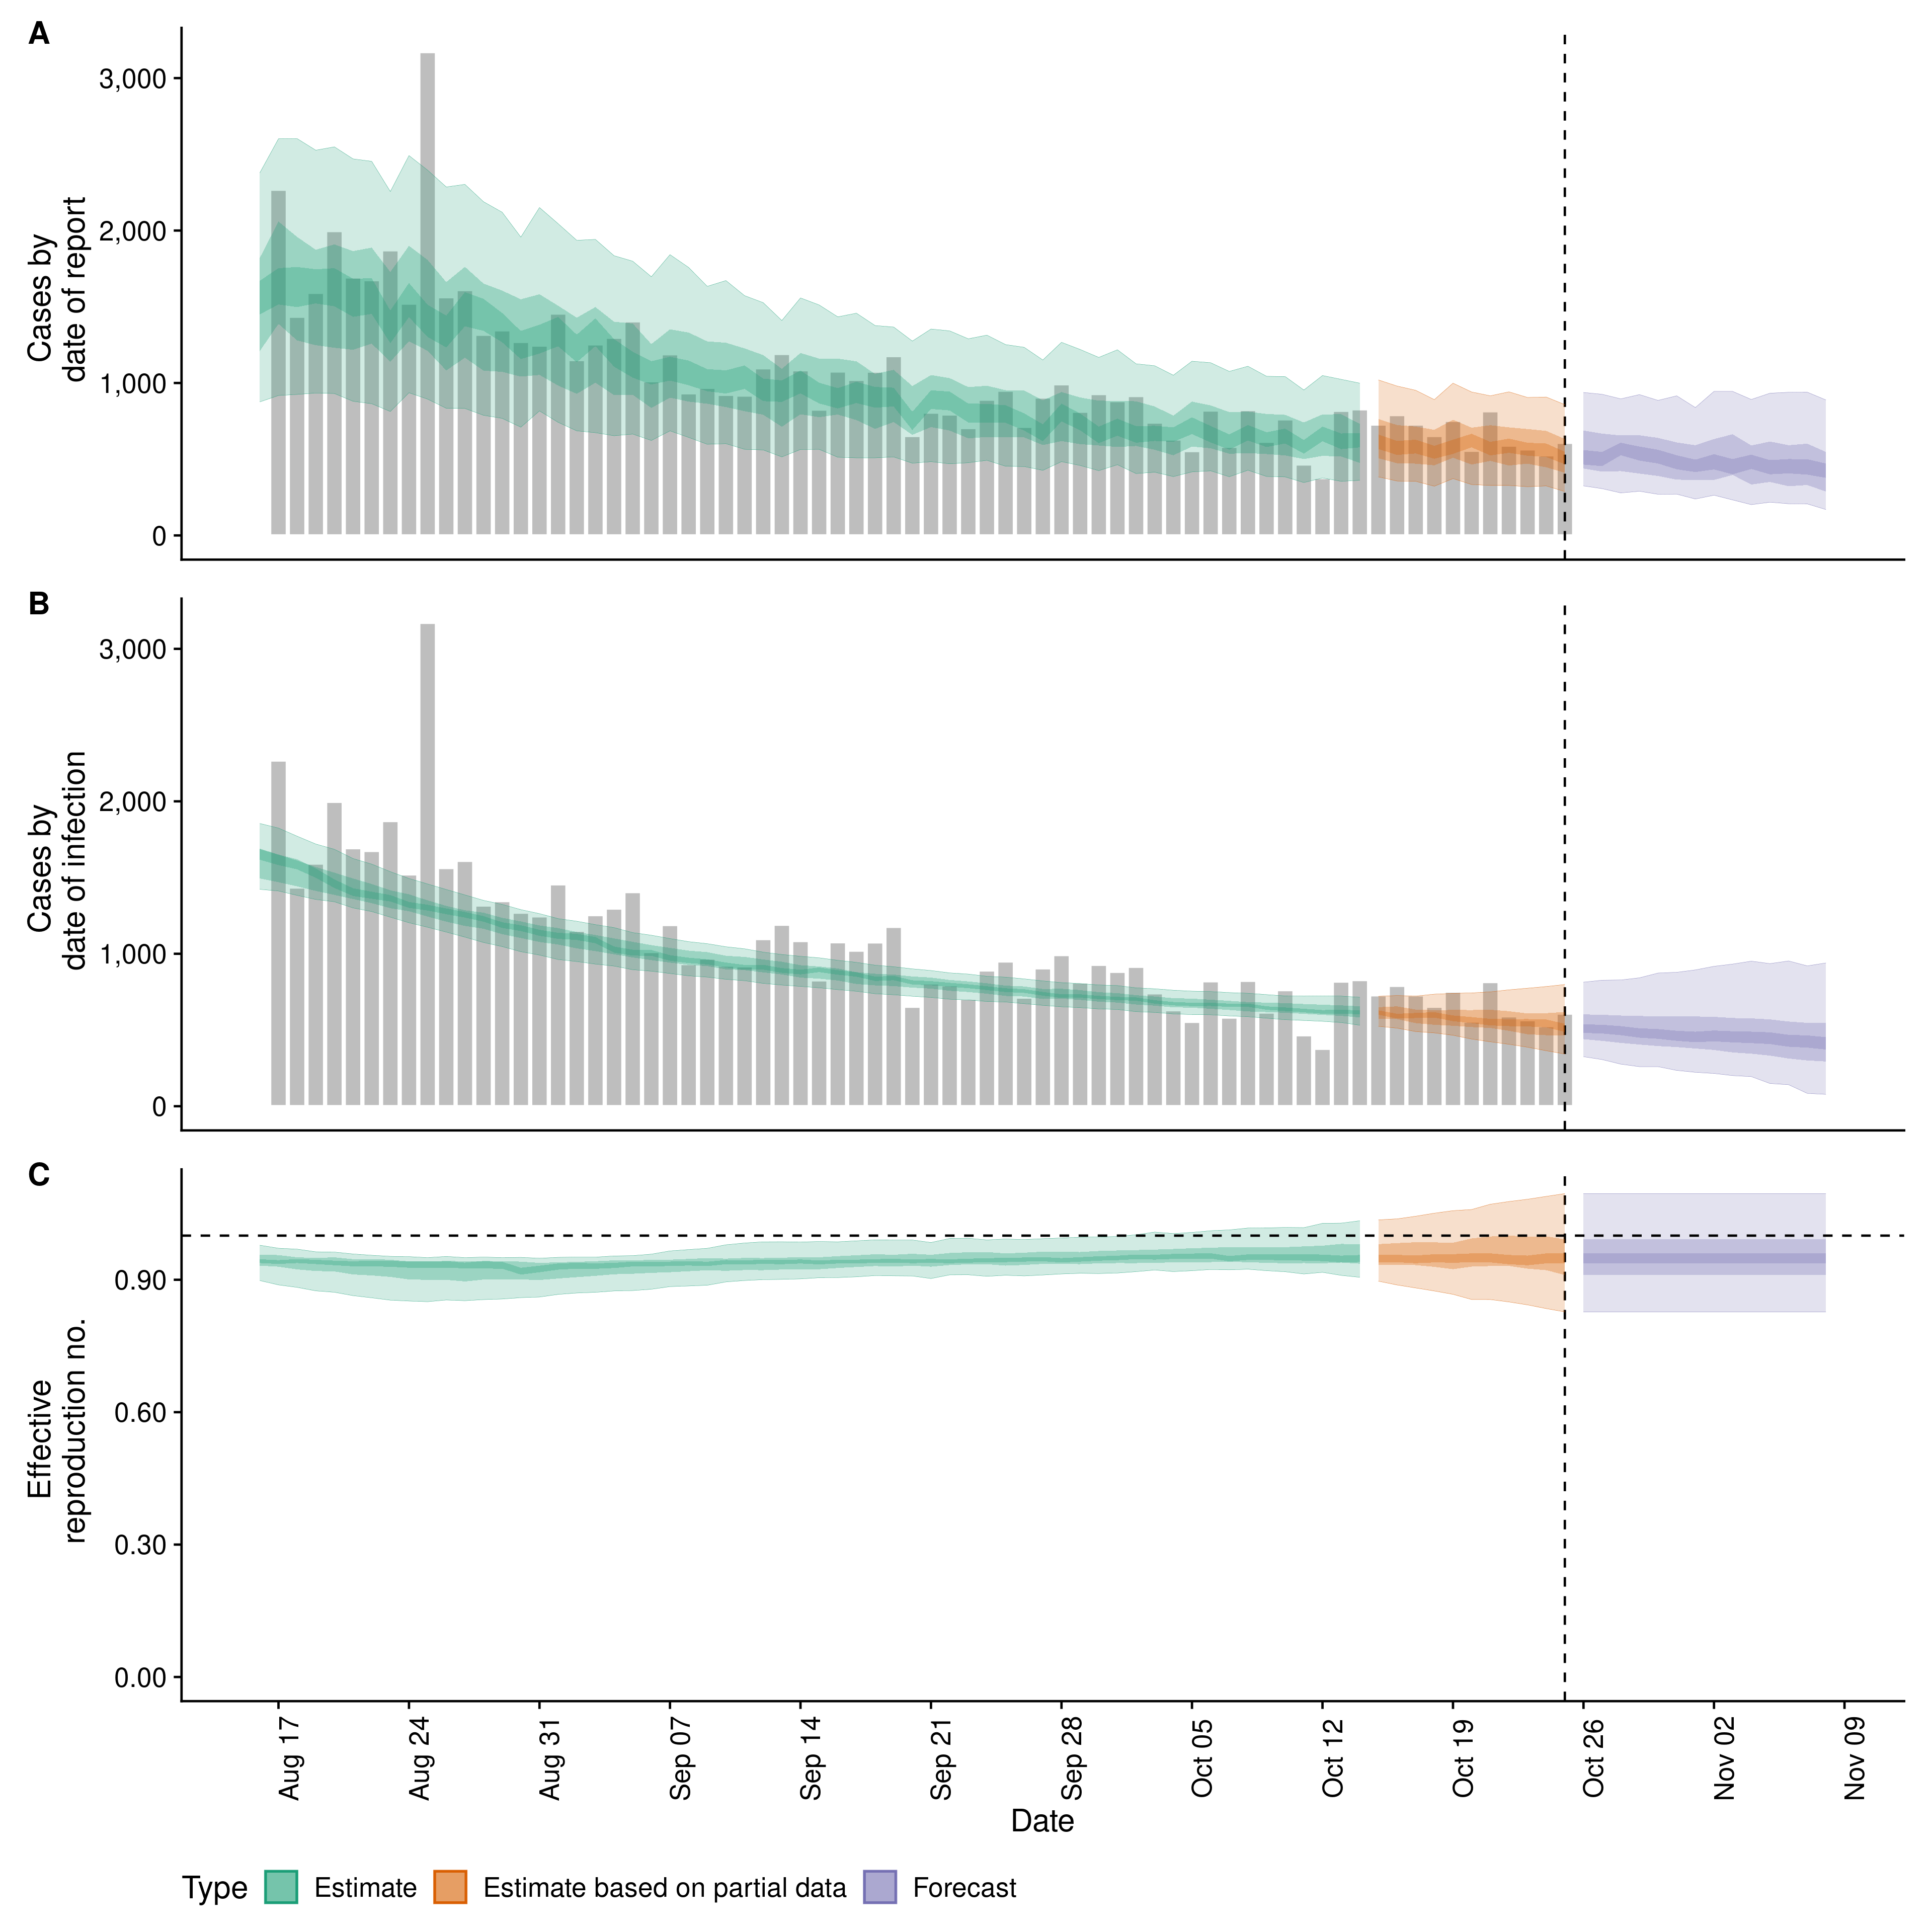 A
Cases by
date of report
3,000
2,000
1,000
0
B
Cases by
date of infection
3,000
2,000
1,000
0
C
Effective
reproduction no.
0.90
0.60
0.30
0.00
Aug 17
Aug 24
Aug 31
Sep 07
Sep 14
Sep 21
Sep 28
Oct 05
Oct 12
Oct 19
Oct 26
Nov 02
Nov 09
Date
Type Estimate Estimate based on partial data Forecast